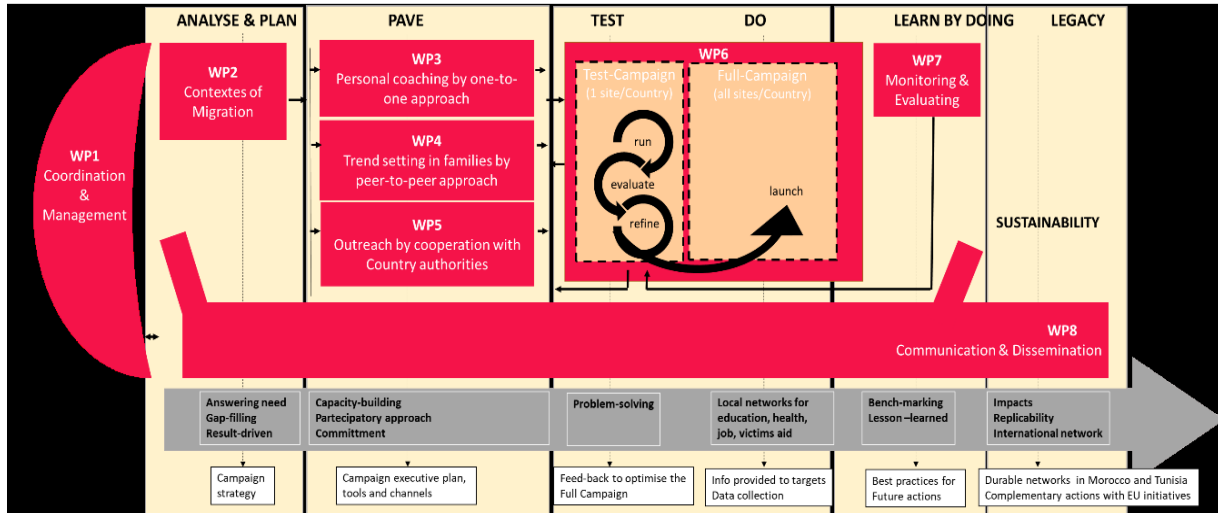 ANALYSE & PLAN
PAVE
TEST
DO
LEARN BY DOING
LEGACY
WP1
Coordination
&
Management
WP2
Contextes of
Migration
WP3
Personal coaching by one-to-
one approach
WP4
Trend setting in families by
peer-to-peer approach
WP5
Outreach by cooperation with
Country authorities
WP6
Test-Campaign
(1 site/Country)
run
evaluate
refine
Full-Campaign
(all sites/Country)
launch
WP7
Monitoring &
Evaluating
SUSTAINABILITY
WP8
Communication & Dissemination
Answering need
Gap-filling
Result-driven
Capacity-building
Partecipatory approach
Committment
Problem-solving
Local networks for
education, health,
job, victims aid
Bench-marking
Lesson –learned
Impacts
Replicability
International network
Campaign
strategy
Campaign executive plan,
tools and channels
Feed-back to optimise the
Full Campaign
Info provided to targets
Data collection
Best practices for
Future actions
Durable networks in Morocco and Tunisia
Complementary actions with EU initiatives